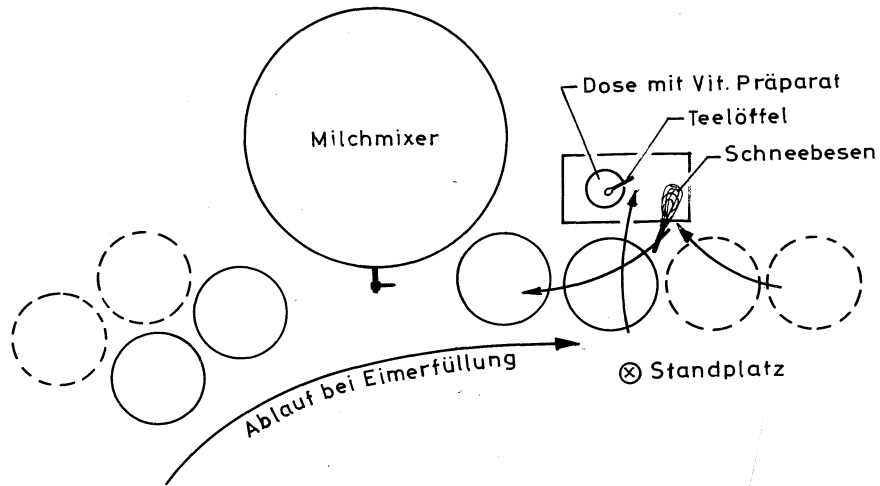 Dose mit Vit. Präparat
Teelöffel
Milchmixer
Schneebesen
Ablauf bei Eimerfüllung
Standplatz